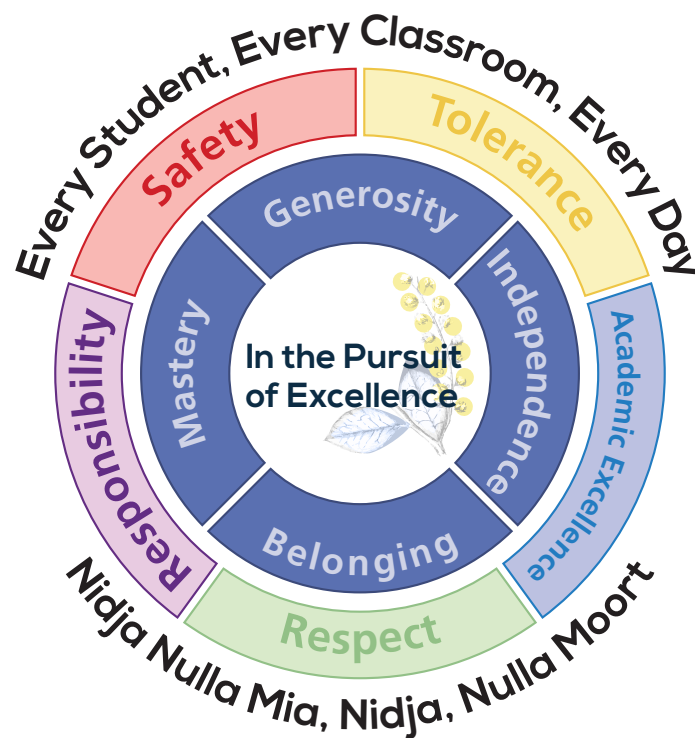 Every Student, Every Classroom, Every Day
Safety
Tolerance
Academic Excellence
Respect
Responsibility
Generosity
Independence
Belonging
Mastery
In the Pursuit
of Excellence
Nidja Nulla Mia, Nidja, Nulla Moort